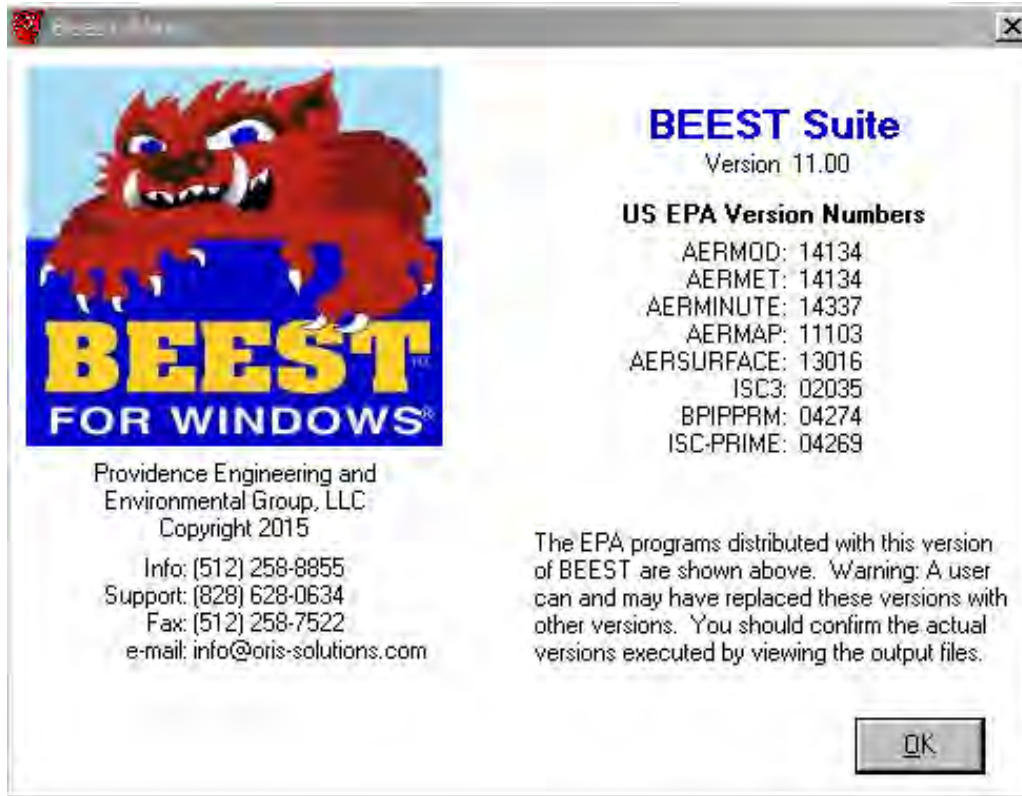 BEEST
FOR WINDOWS®
Providence Engineering and
Environmental Group, LLC
Copyright 2015
Info: (512) 258-8855
Support: (828) 628-0634
Fax: (512) 258-7522
e-mail: info@oris-solutions.com
BEEST Suite
Version 11.00
US EPA Version Numbers
AERMOD: 14134
AERMET: 14134
AERMINUTE: 14337
AERMAP: 11103
AERSURFACE: 13016
ISC3: 02035
BPIPPRM: 04274
ISC-PRIME: 04269
The EPA programs distributed with this version
of BEEST are shown above. Warning: A user
can and may have replaced these versions with
other versions. You should confirm the actual
versions executed by viewing the output files.
OK